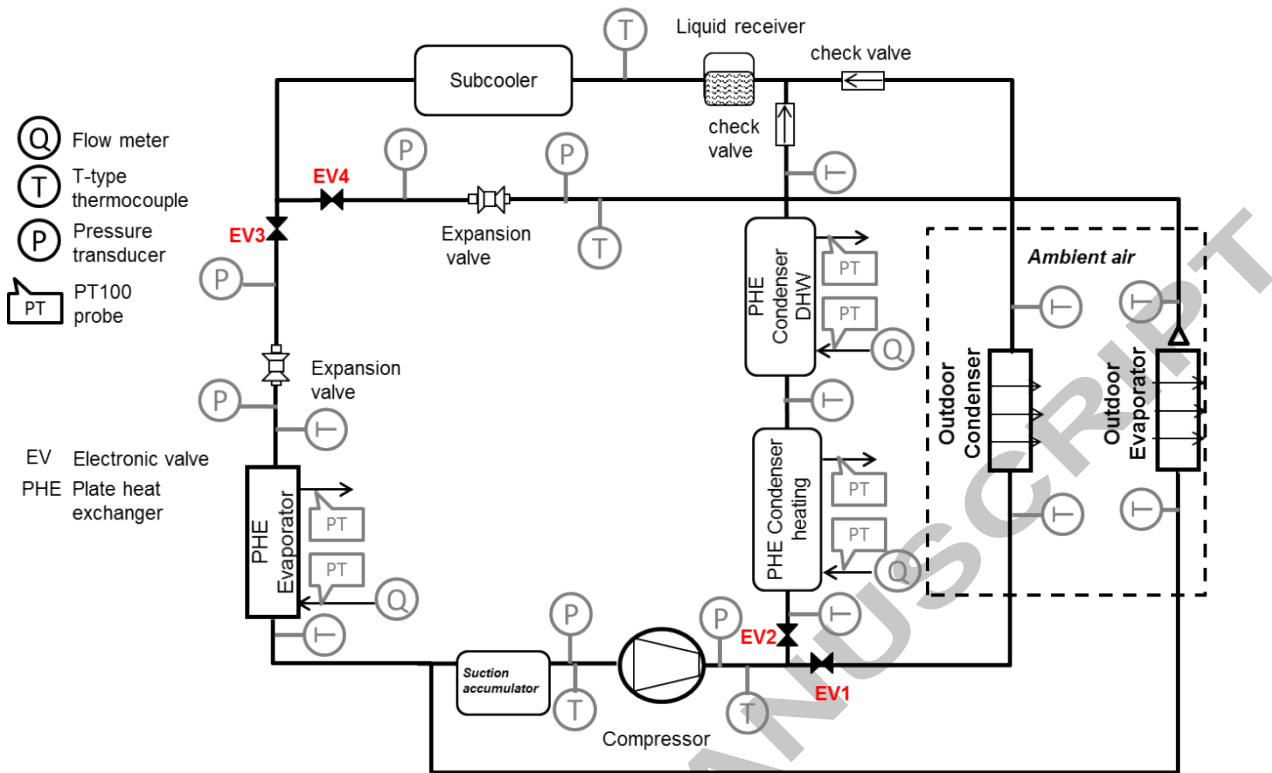 Liquid receiver
check valve
T
Subcooler
Q
Flow meter
check
valve
T
T-type
thermocouple
EV4
P
P
T
P
Pressure
transducer
EV3
Expansion
valve
T
PT
PHE
Condenser
DHW
Ambient air
PT
PT100
probe
P
PT
Q
T
T
Expansion
valve
P
T
T
Outdoor
Condenser
Outdoor
Evaporator
EV Electronic valve
PHE Plate heat
exchanger
PHE
Evaporator
PT
PT
Q
T
PHE Condenser
heating
PT
PT
Q
T
T
T
P
P
EV2
Suction
accumulator
T
T
EV1
Compressor
ANUSCRIPT